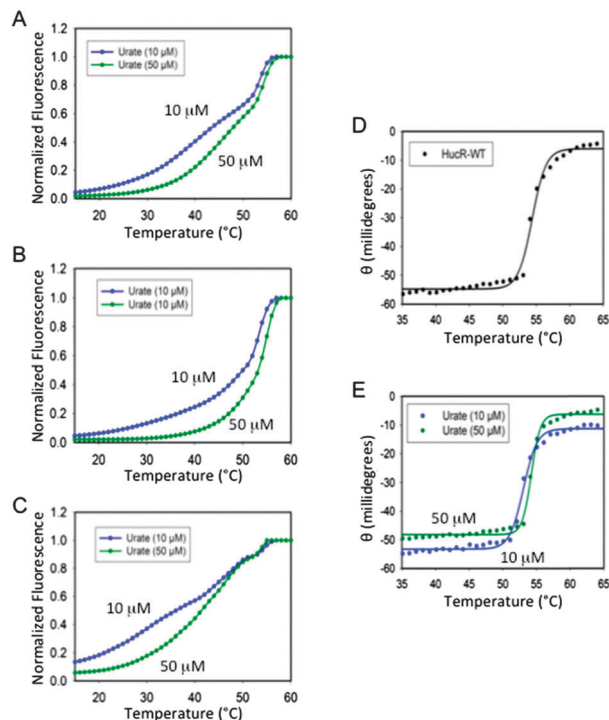 A
Normalized Fluorescence
1.2
1.0
0.8
0.6
0.4
0.2
0.0
Urate (10 µM)
Urate (50 µM)
10 µM
50 µM
20 30 40 50 60
Temperature (°C)
B
Normalized Fluorescence
1.2
1.0
0.8
0.6
0.4
0.2
0.0
Urate (10 µM)
Urate (10 µM)
10 µM
50 µM
20 30 40 50 60
Temperature (°C)
C
Normalized Fluorescence
1.2
1.0
0.8
0.6
0.4
0.2
0.0
Urate (10 µM)
Urate (50 µM)
10 µM
50 µM
20 30 40 50 60
Temperature (°C)
D
θ (millidegrees)
0
-10
-20
-30
-40
-50
-60
HucR-WT
35 40 45 50 55 60 65
Temperature (°C)
E
θ (millidegrees)
0
-10
-20
-30
-40
-50
-60
Urate (10 µM)
Urate (50 µM)
50 µM
10 µM
35 40 45 50 55 60 65
Temperature (°C)